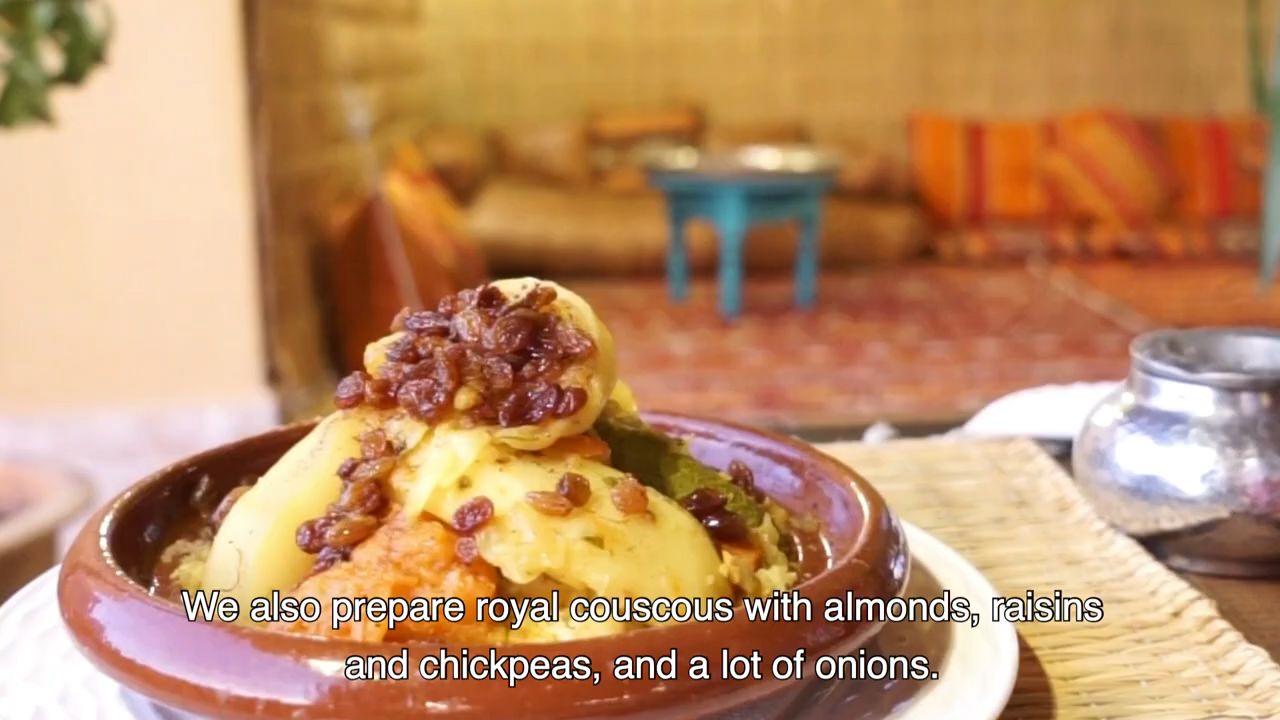 We also prepare royal couscous with almonds, raisins
and chickpeas, and a lot of onions.